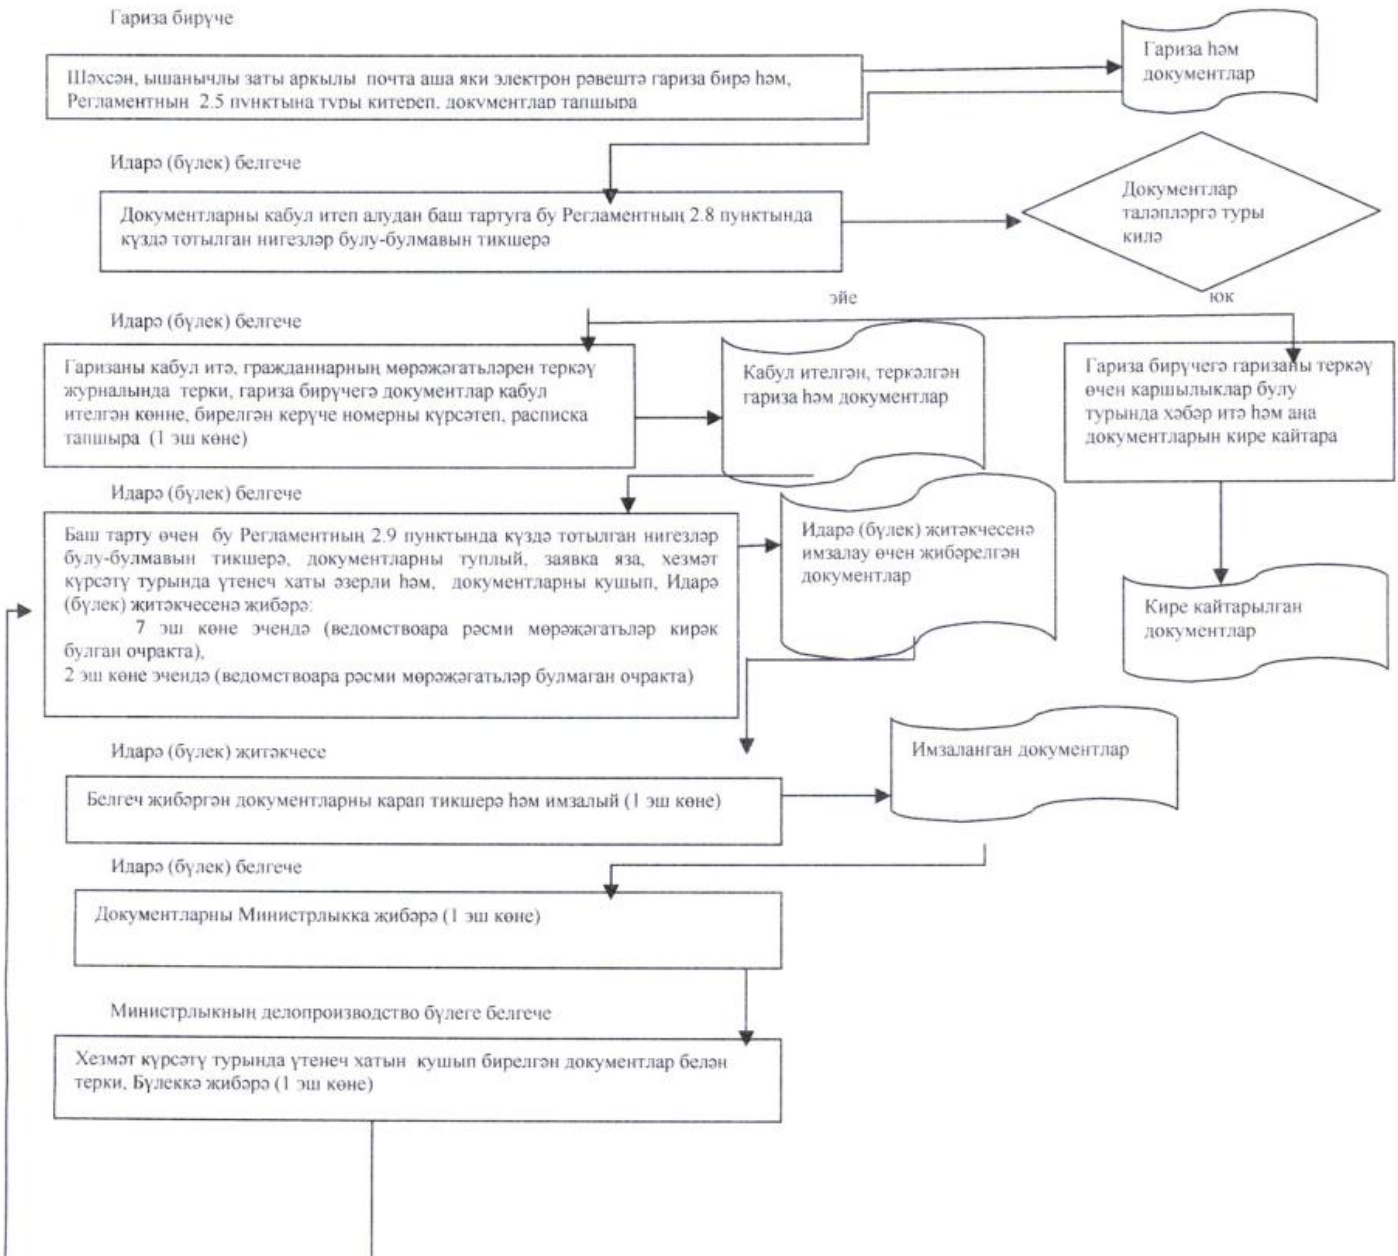 Гариза бирүче
Гариза һәм
документлар
Шәхсән, ышанычлы заты аркылы почта аша яки электрон рәвештә гариза бирә һәм,
Регламентның 2.5 пунктына туры китереп, документлар тапшыра
Идарә (бүлек) белгече
Документларны кабул итеп алудан баш тартуга бу Регламентның 2.8 пунктында
күздә тотылган нигезләр булу-булмавын тикшерә
Документлар
таләпләргә туры
килә
эйе
юк
Идарә (бүлек) белгече
Гаризаны кабул итә, гражданнарның мөрәҗәгатьләрен теркәү
журналында терки, гариза бирүчегә документлар кабул
ителгән көнне, бирелгән керүче номерны күрсәтеп, расписка
тапшыра (1 эш көне)
Кабул ителгән, теркәлгән
гариза һәм документлар
Гариза бирүчегә гаризаны теркәү
өчен каршылыклар булу
турында хәбәр итә һәм аңа
документларын кире кайтара
Идарә (бүлек) белгече
Баш тарту өчен бу Регламентның 2.9 пунктында күздә тотылган нигезләр
булу-булмавын тикшерә, документларны туплый, заявка яза, хезмәт
күрсәтү турында үтенеч хаты әзерли һәм, документларны кушып, Идарә
(бүлек) җитәкчесенә җибәрә:
7 эш көне эчендә (ведомствоара рәсми мөрәҗәгатьләр кирәк
булган очракта),
2 эш көне эчендә (ведомствоара рәсми мөрәҗәгатьләр булмаган очракта)
Идарә (бүлек) җитәкчесенә
имзалау өчен җибәрелгән
документлар
Кире кайтарылган
документлар
Идарә (бүлек) җитәкчесе
Имзаланган документлар
Белгеч җибәргән документларны карап тикшерә һәм имзалый (1 эш көне)
Идарә (бүлек) белгече
Документларны Министрлыкка җибәрә (1 эш көне)
Министрлыкның делопроизводство бүлеге белгече
Хезмәт күрсәтү турында үтенеч хатын кушып бирелгән документлар белән
терки, Бүлеккә җибәрә (1 эш көне)